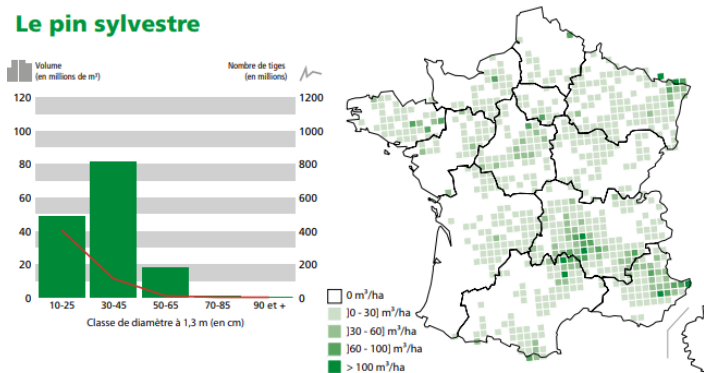 Le pin sylvestre
Volume
(en millions de m³)
Nombre de tiges
(en millions)
120
100
80
60
40
20
0
1200
1000
800
600
400
200
0
10-25 30-45 50-65 70-85 90 et +
Classe de diamètre à 1,3 m (en cm)
0 m³/ha
]0 - 30] m³/ha
]30 - 60] m³/ha
]60 - 100] m³/ha
> 100 m³/ha